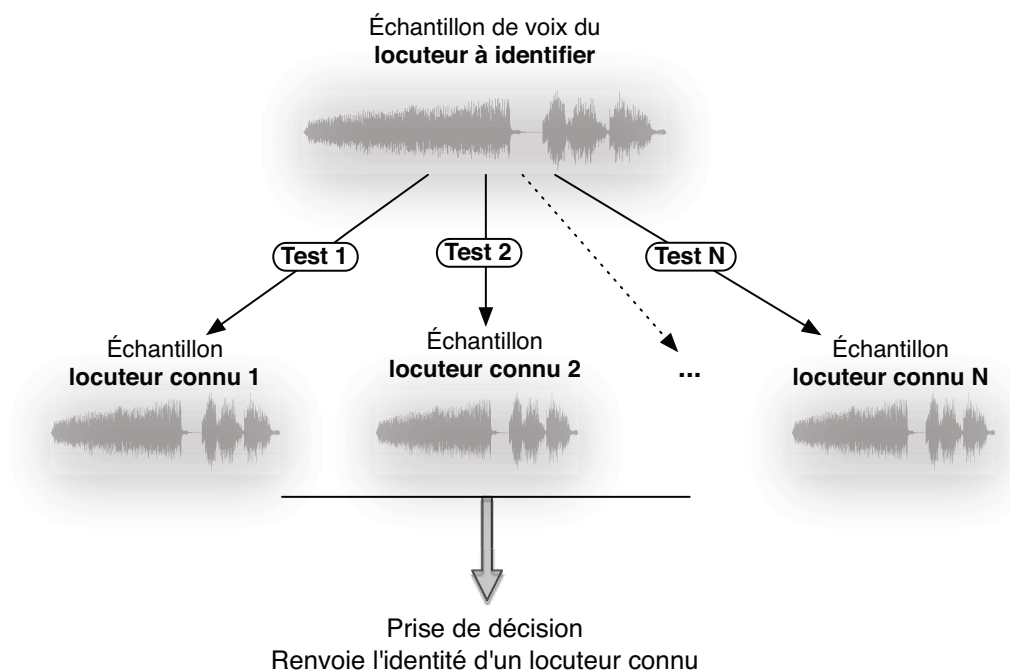 Échantillon de voix du
locuteur à identifier
Test 1
Test 2
Test N
Échantillon
locuteur connu 1
Échantillon
locuteur connu 2
...
Échantillon
locuteur connu N
Prise de décision
Renvoie l'identité d'un locuteur connu